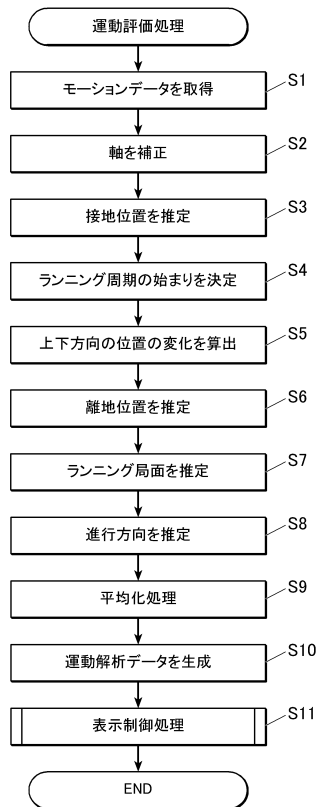 運動評価処理
モーションデータを取得
S1
軸を補正
S2
接地位置を推定
S3
ランニング周期の始まりを決定
S4
上下方向の位置の変化を算出
S5
離地位置を推定
S6
ランニング局面を推定
S7
進行方向を推定
S8
平均化処理
S9
運動解析データを生成
S10
表示制御処理
S11
END